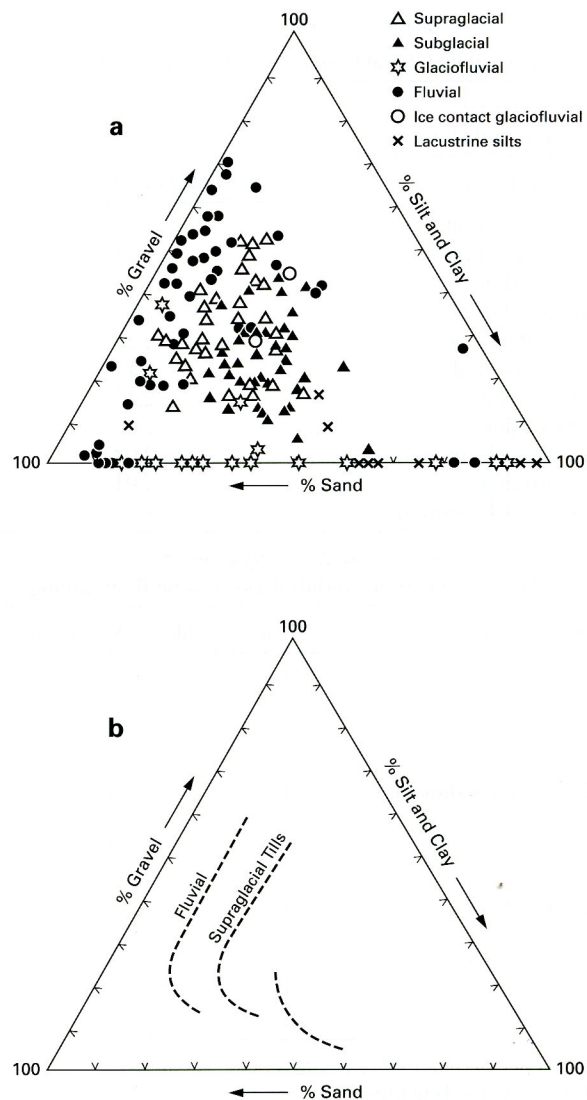 100
Supraglacial
Subglacial
Glaciofluvial
Fluvial
Ice contact glaciofluvial
Lacustrine silts
a
% Gravel
% Silt and Clay
100
100
% Sand
100
b
% Gravel
% Silt and Clay
Fluvial
Supraglacial Tills
100
100
% Sand